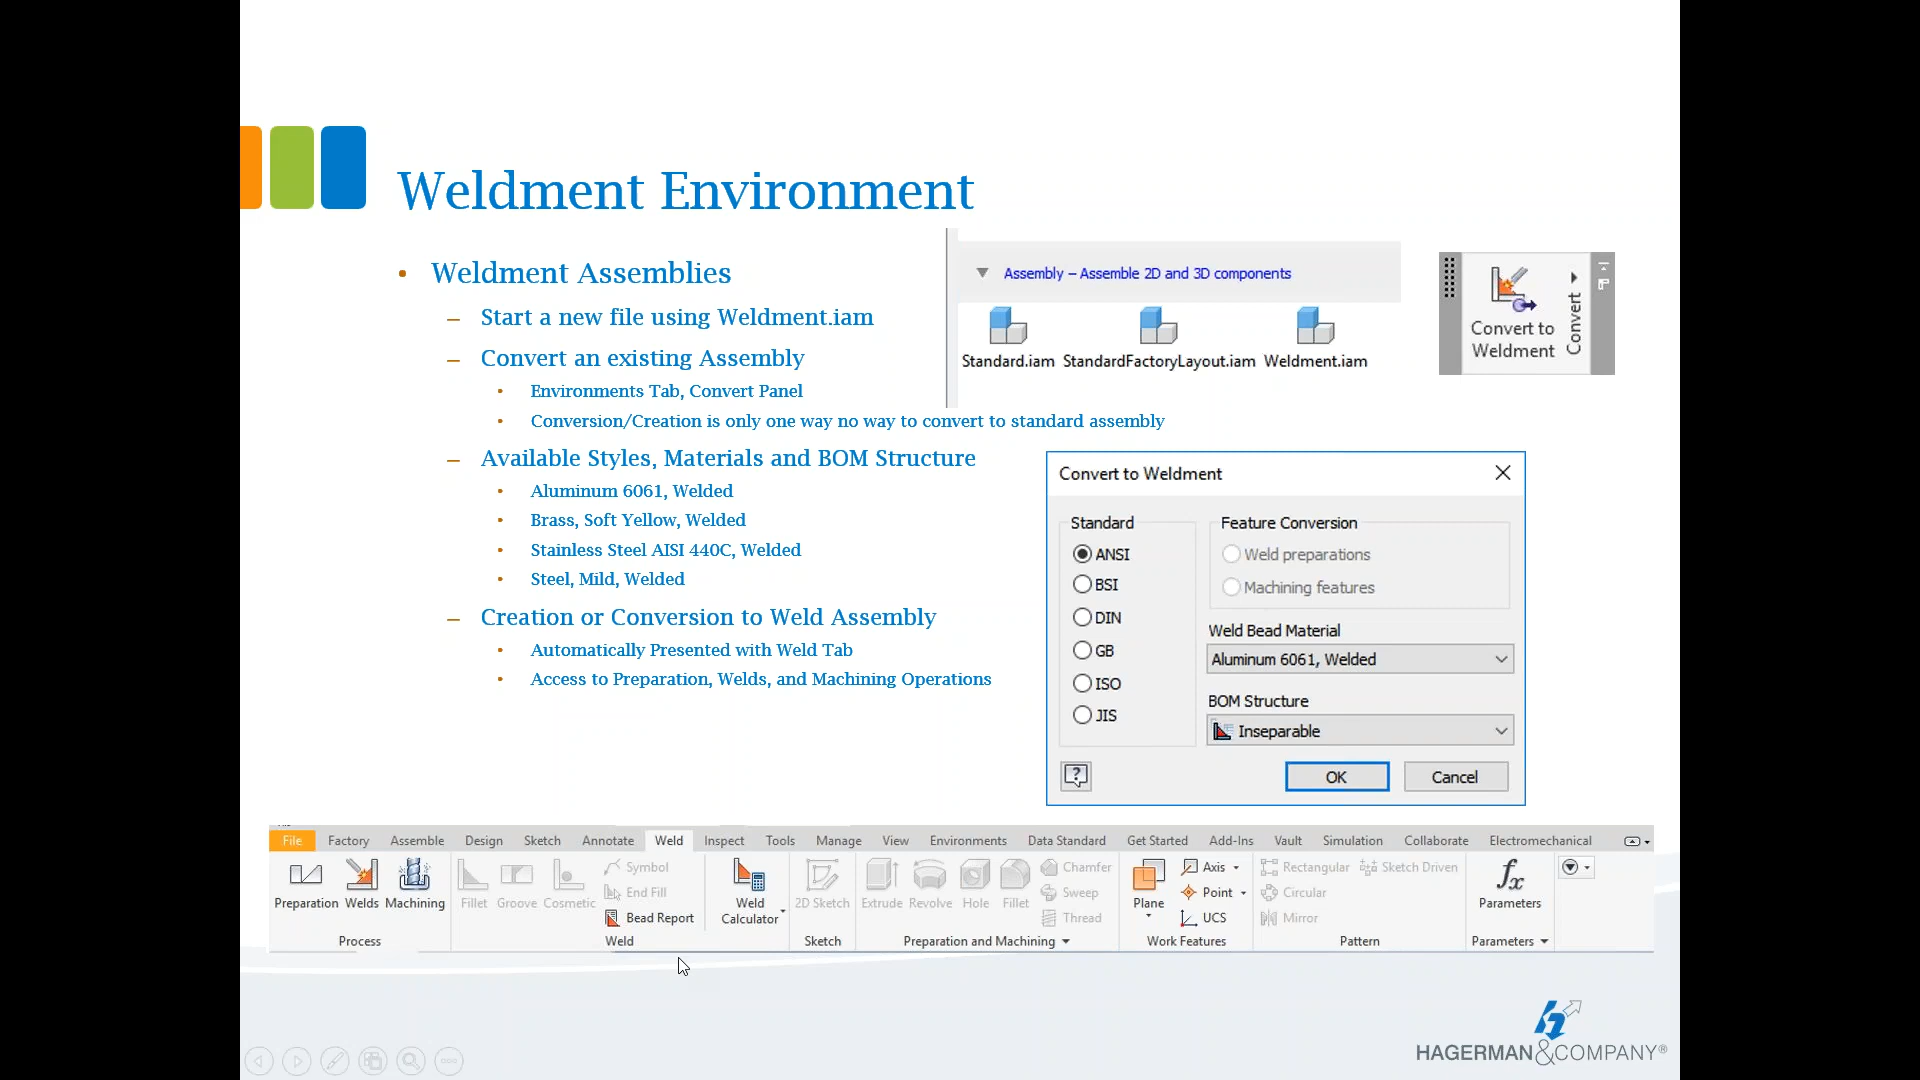 Weldment Environment
• Weldment Assemblies
– Start a new file using Weldment.iam
– Convert an existing Assembly
• Environments Tab, Convert Panel
• Conversion/Creation is only one way no way to convert to standard assembly
– Available Styles, Materials and BOM Structure
• Aluminum 6061, Welded
• Brass, Soft Yellow, Welded
• Stainless Steel AISI 440C, Welded
• Steel, Mild, Welded
– Creation or Conversion to Weld Assembly
• Automatically Presented with Weld Tab
• Access to Preparation, Welds, and Machining Operations
Assembly – Assemble 2D and 3D components
Standard.iam StandardFactoryLayout.iam Weldment.iam
Convert to
Weldment
Convert
Convert to Weldment
Standard
ANSI
BSI
DIN
GB
ISO
JIS
Feature Conversion
Weld preparations
Machining features
Weld Bead Material
Aluminum 6061, Welded
BOM Structure
Inseparable
?
OK Cancel
File Factory Assemble Design Sketch Annotate Weld Inspect Tools Manage View Environments Data Standard Get Started Add-Ins Vault Simulation Collaborate Electromechanical
Preparation Welds Machining
Process
Fillet Groove Cosmetic
Symbol
End Fill
Bead Report
Weld
Calculator
Weld
2D Sketch
Sketch
Extrude Revolve Hole Fillet
Chamfer
Sweep
Thread
Preparation and Machining
Plane
Axis
Point
UCS
Work Features
Rectangular Sketch Driven
Circular
Mirror
Pattern
fx
Parameters
Parameters
HAGERMAN&COMPANY®